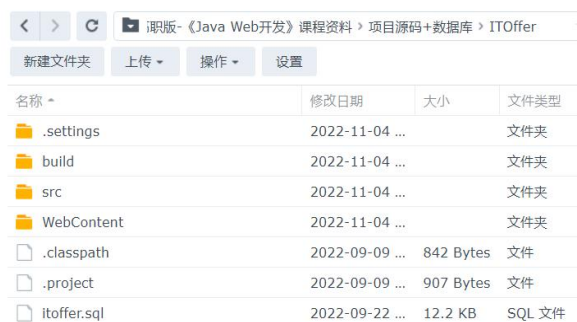 职版-《Java Web开发》课程资料 › 项目源码+数据库 › ITOffer
新建文件夹 上传 操作 设置
名称 修改日期 大小 文件类型
.settings 2022-11-04 ... 文件夹
build 2022-11-04 ... 文件夹
src 2022-11-04 ... 文件夹
WebContent 2022-11-04 ... 文件夹
.classpath 2022-09-09 ... 842 Bytes 文件
.project 2022-09-09 ... 907 Bytes 文件
itoffer.sql 2022-09-22 ... 12.2 KB SQL 文件